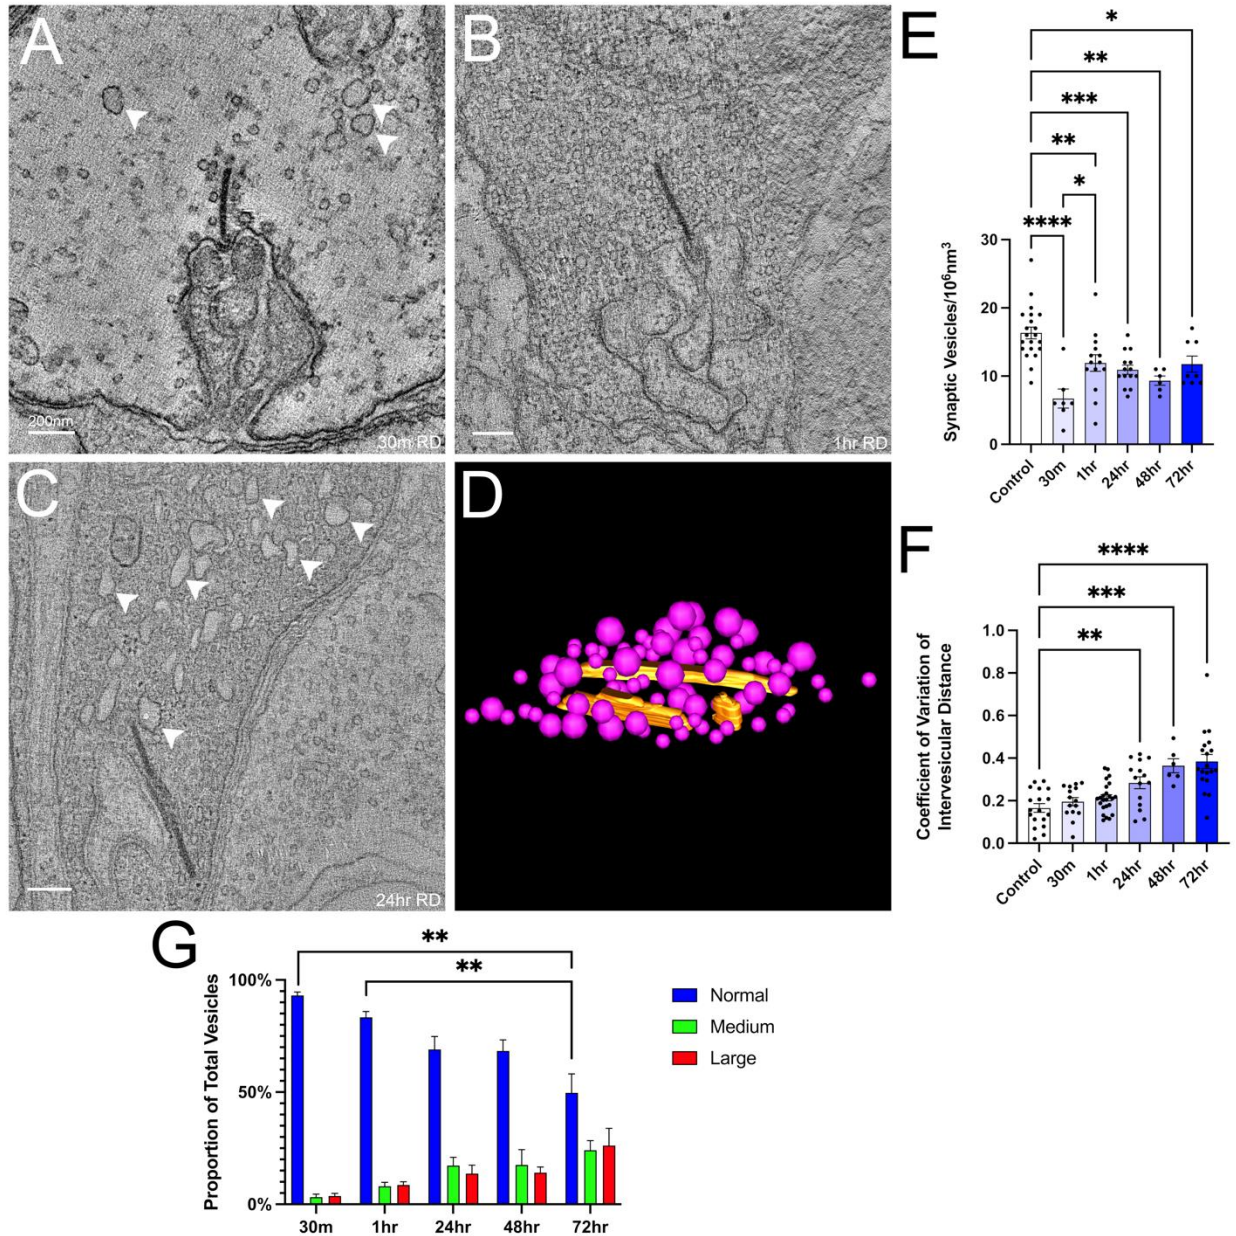 A
200nm
30m RD
B
1hr RD
C
24hr RD
D
E
*
**
***
**
*
****
Synaptic Vesicles/10⁶nm³
30
20
10
0
Control
30m
1hr
24hr
48hr
72hr
F
****
***
**
Coefficient of Variation of
Intervesicular Distance
1.0
0.8
0.6
0.4
0.2
0.0
Control
30m
1hr
24hr
48hr
72hr
G
**
**
Proportion of Total Vesicles
100%
50%
0%
30m
1hr
24hr
48hr
72hr
Normal
Medium
Large